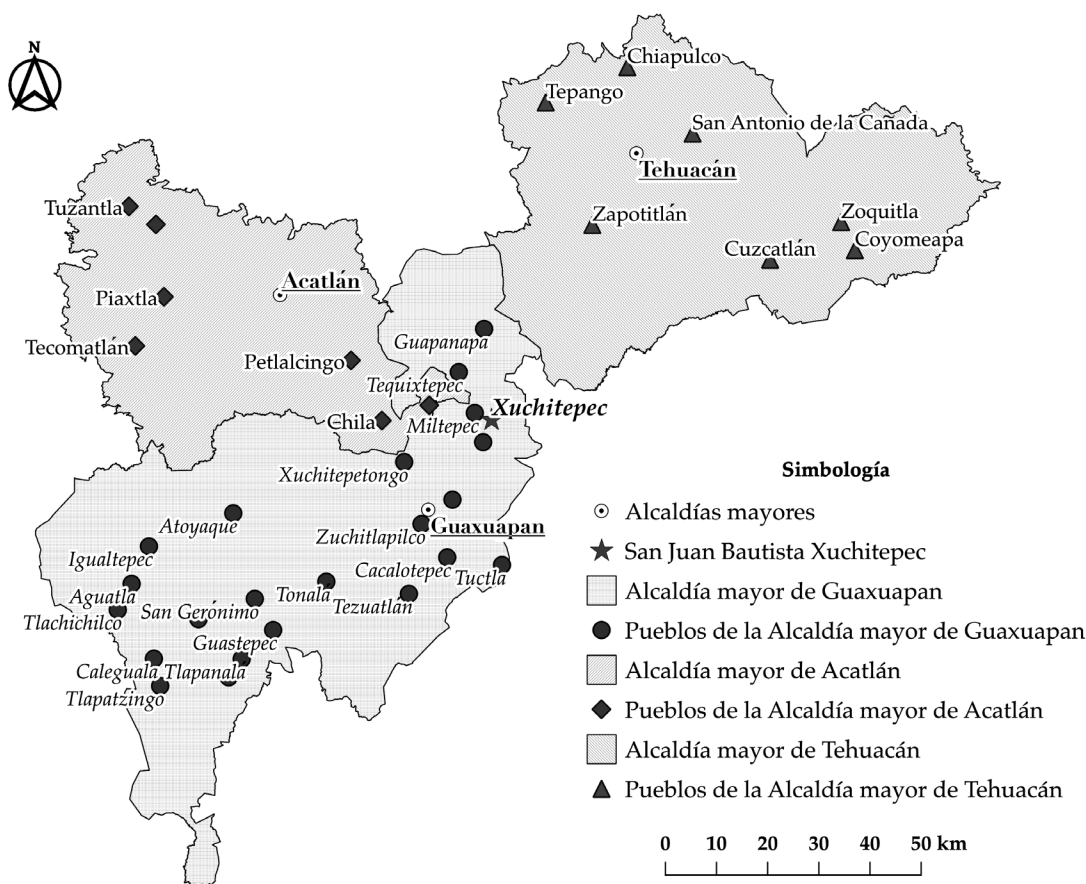 N
Chiapulco
Tepango
San Antonio de la Cañada
Tehuacán
Tuzantla
Zapotitlán
Zoquitla
Coyomeapa
Cuzcatlán
Acatlán
Piaxtla
Guapanapa
Tecomatlán
Petlalcingo
Tequixtepec
Xuchitepec
Chila
Miltepec
Xuchitepetongo
Atoyaque
Guaxuapan
Zuchitlapilco
Igualtepec
Cacalotepec
Tuctla
Aguatla
Tonalá
Tezuatlán
San Gerónimo
Tlachichilco
Guastepec
Caleguala
Tlapanala
Tlapatzingo
Simbología
Alcaldías mayores
San Juan Bautista Xuchitepec
Alcaldía mayor de Guaxuapan
Pueblos de la Alcaldía mayor de Guaxuapan
Alcaldía mayor de Acatlán
Pueblos de la Alcaldía mayor de Acatlán
Alcaldía mayor de Tehuacán
Pueblos de la Alcaldía mayor de Tehuacán
0 10 20 30 40 50 km